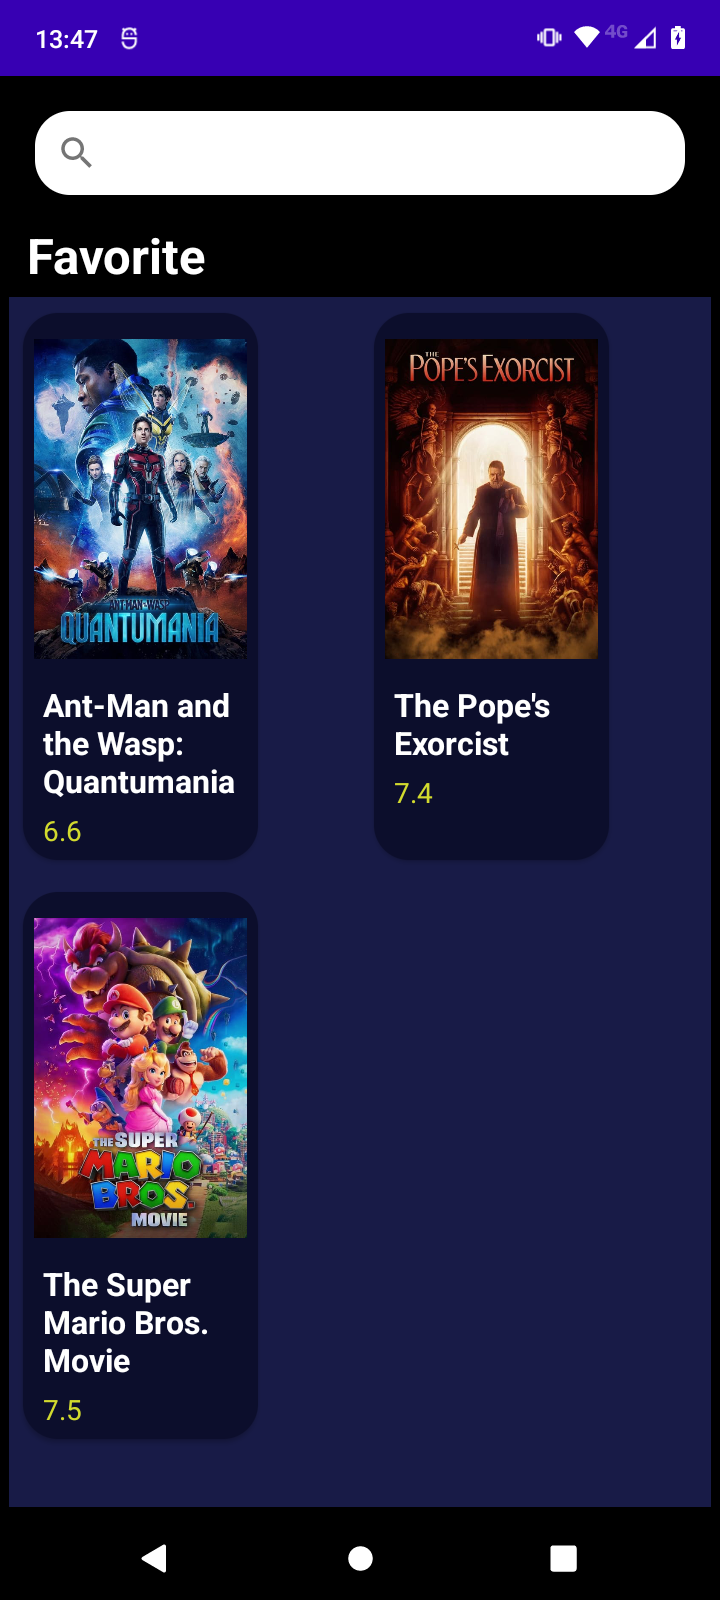 13:47
4G
Favorite
THE
POPE'S EXORCIST
ANT-MAN AND THE WASP
QUANTUMANIA
Ant-Man and
the Wasp:
Quantumania
6.6
The Pope's
Exorcist
7.4
THE SUPER
MARIO
BROS.
MOVIE
The Super
Mario Bros.
Movie
7.5